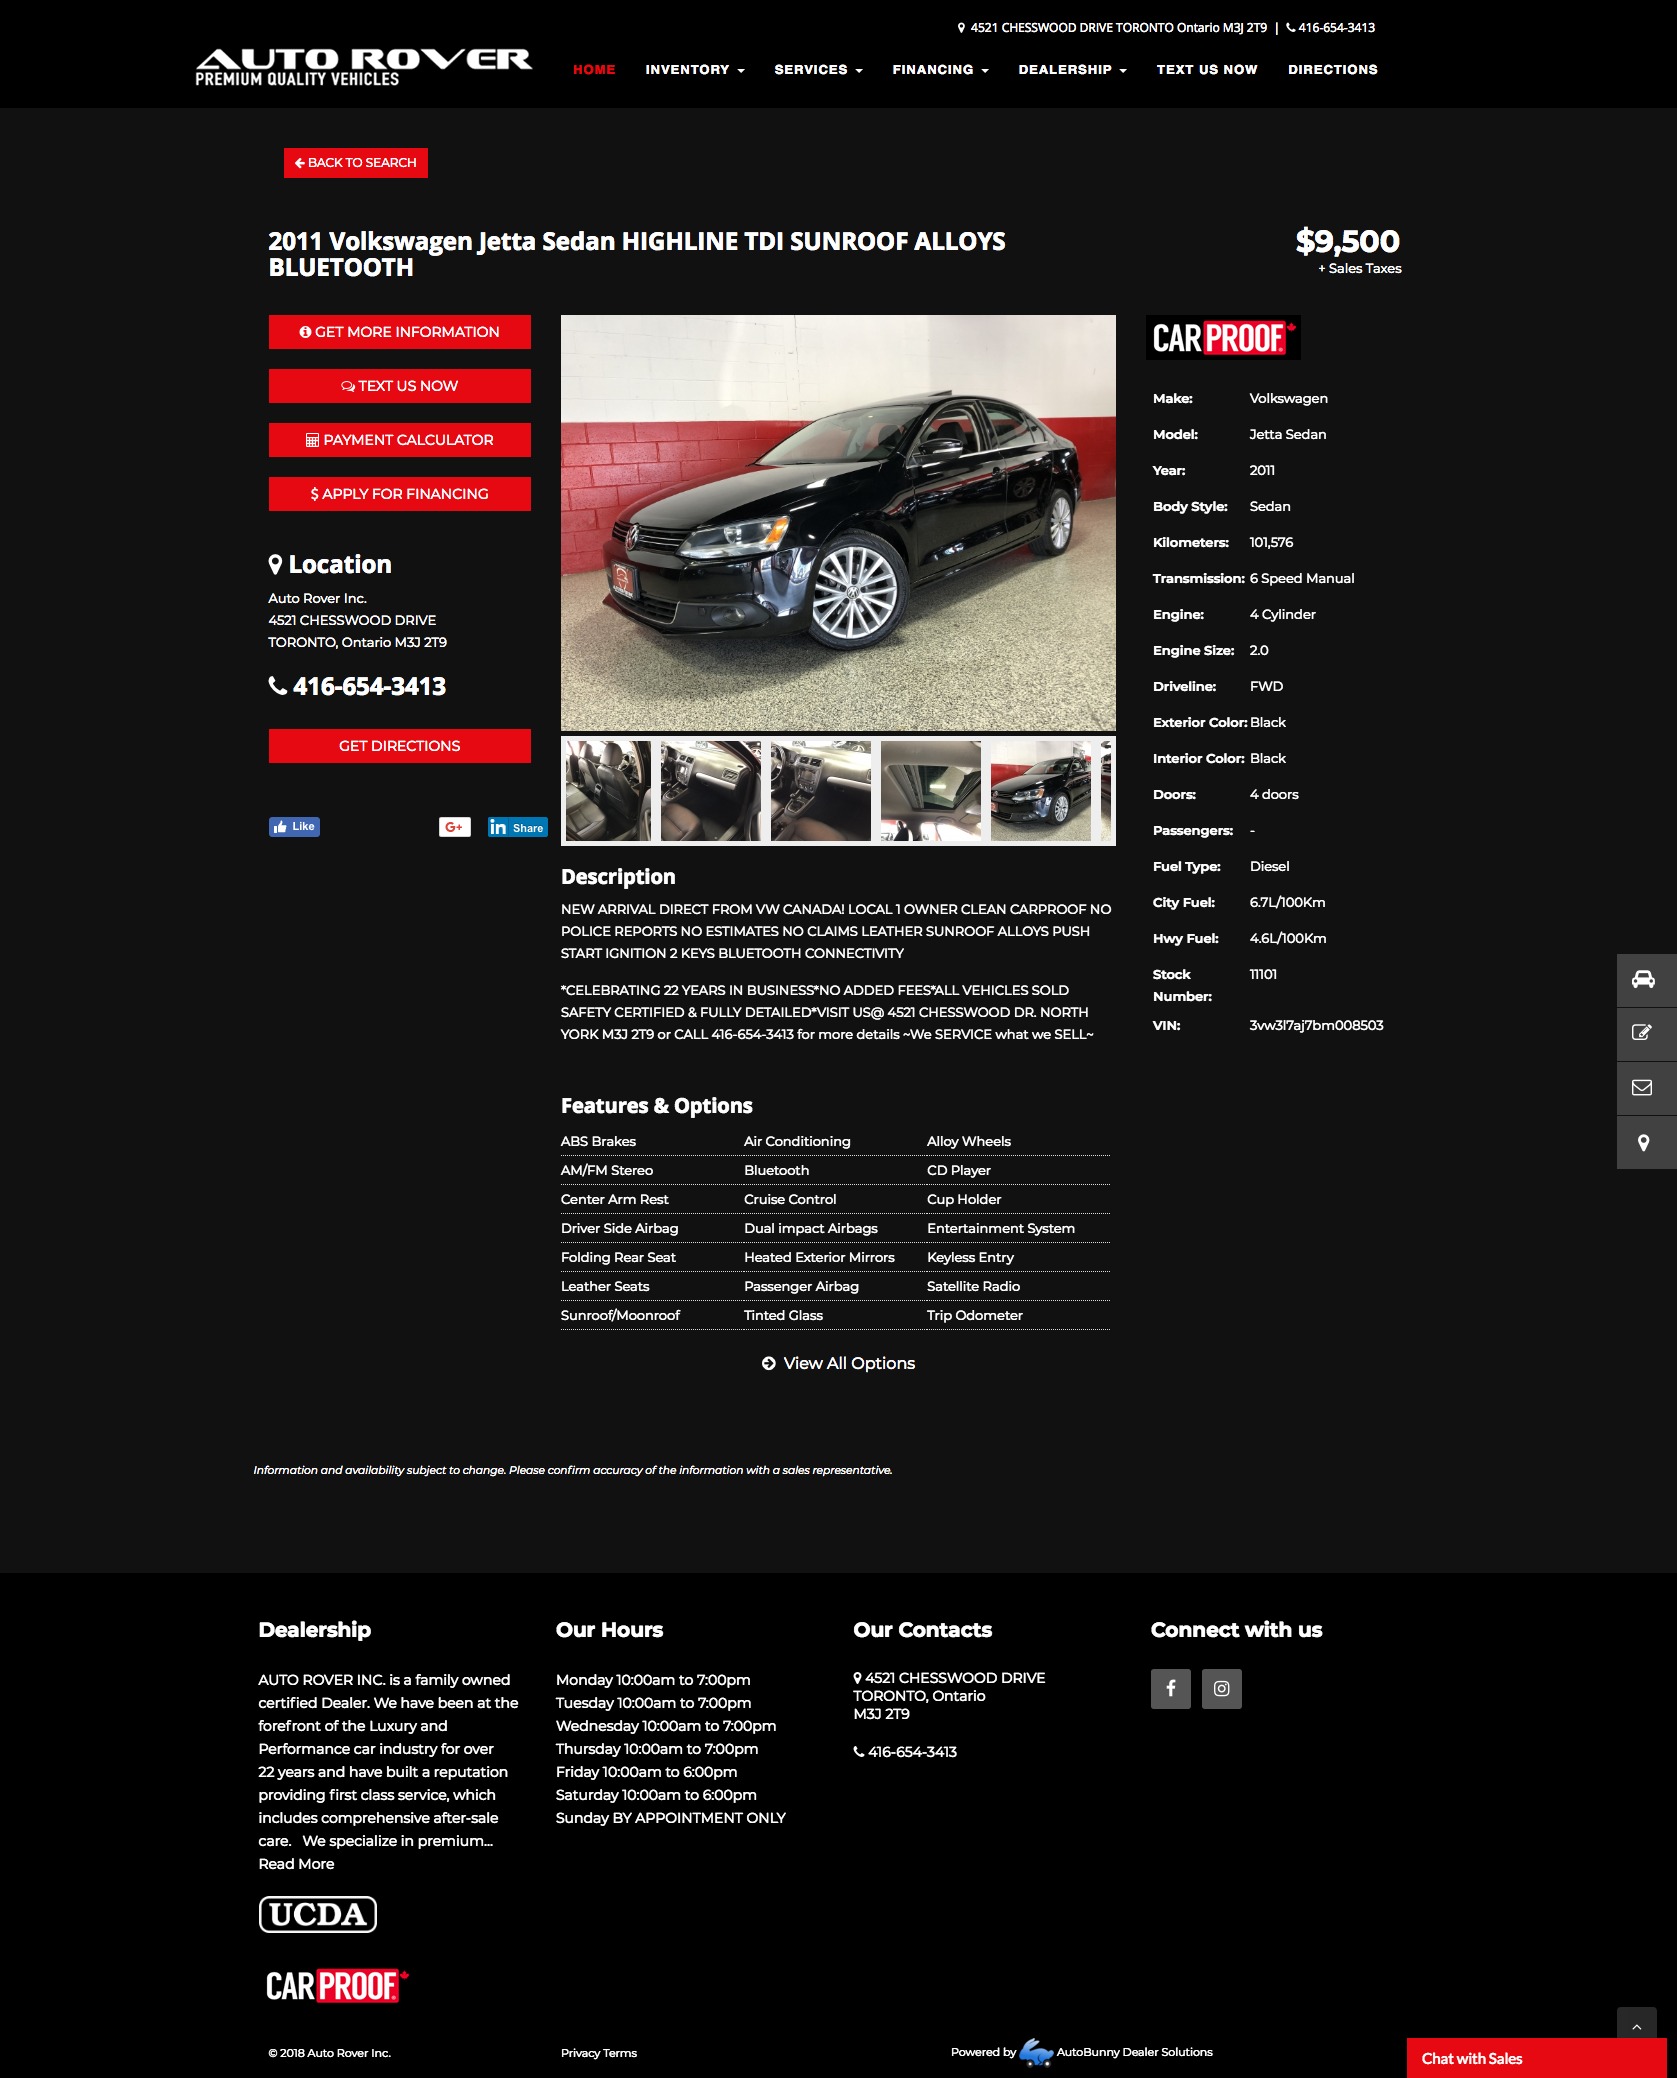 4521 CHESSWOOD DRIVE TORONTO Ontario M3J 2T9 | 416-654-3413
AUTO ROVER
PREMIUM QUALITY VEHICLES
HOME INVENTORY SERVICES FINANCING DEALERSHIP TEXT US NOW DIRECTIONS
BACK TO SEARCH
2011 Volkswagen Jetta Sedan HIGHLINE TDI SUNROOF ALLOYS
BLUETOOTH
$9,500
+ Sales Taxes
GET MORE INFORMATION
TEXT US NOW
PAYMENT CALCULATOR
$ APPLY FOR FINANCING
Location
Auto Rover Inc.
4521 CHESSWOOD DRIVE
TORONTO, Ontario M3J 2T9
416-654-3413
GET DIRECTIONS
Like
G+
in Share
CARPROOF
Make: Volkswagen
Model: Jetta Sedan
Year: 2011
Body Style: Sedan
Kilometers: 101,576
Transmission: 6 Speed Manual
Engine: 4 Cylinder
Engine Size: 2.0
Driveline: FWD
Exterior Color: Black
Interior Color: Black
Doors: 4 doors
Passengers: -
Fuel Type: Diesel
City Fuel: 6.7L/100Km
Hwy Fuel: 4.6L/100Km
Stock 11101
Number:
VIN: 3vw3l7aj7bm008503
Description
NEW ARRIVAL DIRECT FROM VW CANADA! LOCAL 1 OWNER CLEAN CARPROOF NO
POLICE REPORTS NO ESTIMATES NO CLAIMS LEATHER SUNROOF ALLOYS PUSH
START IGNITION 2 KEYS BLUETOOTH CONNECTIVITY
*CELEBRATING 22 YEARS IN BUSINESS*NO ADDED FEES*ALL VEHICLES SOLD
SAFETY CERTIFIED & FULLY DETAILED*VISIT US@ 4521 CHESSWOOD DR. NORTH
YORK M3J 2T9 or CALL 416-654-3413 for more details ~We SERVICE what we SELL~
Features & Options
ABS Brakes Air Conditioning Alloy Wheels
AM/FM Stereo Bluetooth CD Player
Center Arm Rest Cruise Control Cup Holder
Driver Side Airbag Dual impact Airbags Entertainment System
Folding Rear Seat Heated Exterior Mirrors Keyless Entry
Leather Seats Passenger Airbag Satellite Radio
Sunroof/Moonroof Tinted Glass Trip Odometer
View All Options
Information and availability subject to change. Please confirm accuracy of the information with a sales representative.
Dealership
AUTO ROVER INC. is a family owned
certified Dealer. We have been at the
forefront of the Luxury and
Performance car industry for over
22 years and have built a reputation
providing first class service, which
includes comprehensive after-sale
care. We specialize in premium...
Read More
UCDA
CARPROOF
Our Hours
Monday 10:00am to 7:00pm
Tuesday 10:00am to 7:00pm
Wednesday 10:00am to 7:00pm
Thursday 10:00am to 7:00pm
Friday 10:00am to 6:00pm
Saturday 10:00am to 6:00pm
Sunday BY APPOINTMENT ONLY
Our Contacts
4521 CHESSWOOD DRIVE
TORONTO, Ontario
M3J 2T9
416-654-3413
Connect with us
© 2018 Auto Rover Inc.
Privacy Terms
Powered by AutoBunny Dealer Solutions
Chat with Sales